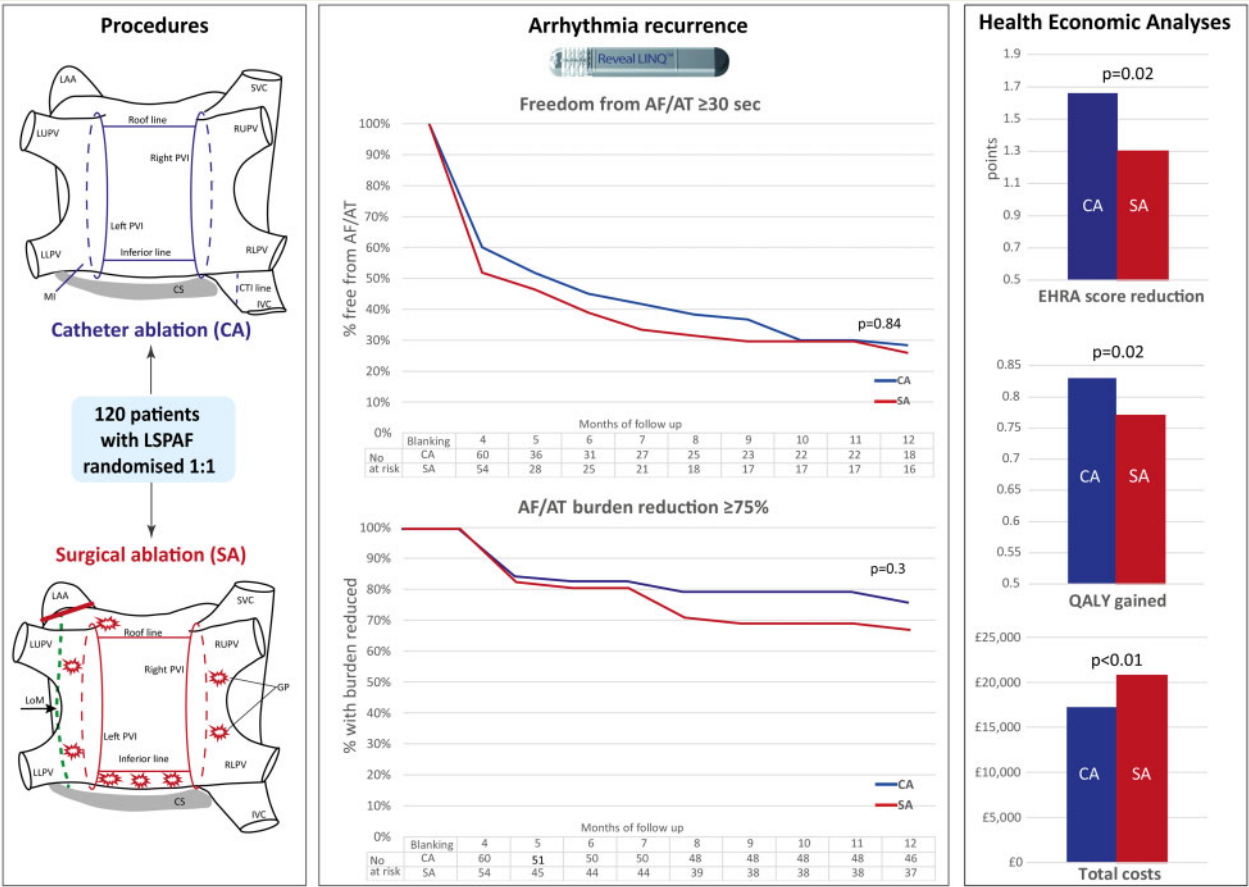 Procedures
LAA
SVC
LUPV
Roof line
RUPV
Right PVI
Left PVI
LLPV
Inferior line
RLPV
MI
CS
CTI line
IVC
Catheter ablation (CA)
120 patients
with LSPAF
randomised 1:1
Surgical ablation (SA)
LAA
SVC
LUPV
Roof line
RUPV
Right PVI
GP
LoM
Left PVI
LLPV
Inferior line
RLPV
CS
IVC
Arrhythmia recurrence
Reveal LINQ™
Freedom from AF/AT ≥30 sec
% free from AF/AT
100%
90%
80%
70%
60%
50%
40%
30%
20%
10%
0%
p=0.84
CA
SA
Months of follow up
Blanking 4 5 6 7 8 9 10 11 12
No at risk
CA 60 36 31 27 25 23 22 22 18
SA 54 28 25 21 18 17 17 17 16
AF/AT burden reduction ≥75%
% with burden reduced
100%
90%
80%
70%
60%
50%
40%
30%
20%
10%
0%
p=0.3
CA
SA
Months of follow up
Blanking 4 5 6 7 8 9 10 11 12
No at risk
CA 60 51 50 50 48 48 48 48 46
SA 54 45 44 44 39 38 38 38 37
Health Economic Analyses
points
1.9
1.7
1.5
1.3
1.1
0.9
0.7
0.5
p=0.02
CA
SA
EHRA score reduction
0.85
0.8
0.75
0.7
0.65
0.6
0.55
0.5
p=0.02
CA
SA
QALY gained
£25,000
£20,000
£15,000
£10,000
£5,000
£0
p<0.01
CA
SA
Total costs